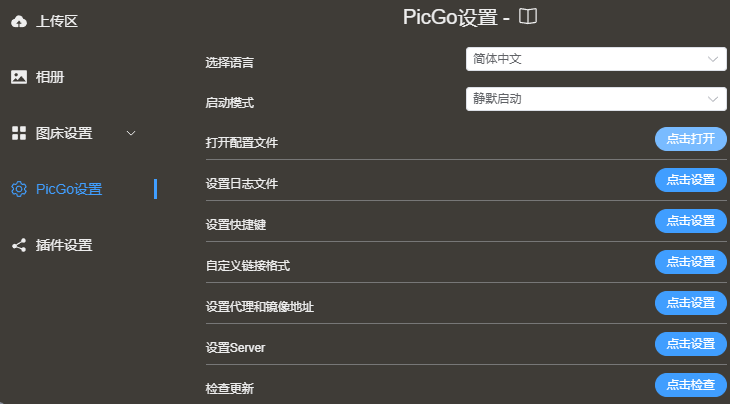 上传区
相册
图床设置
PicGo设置
插件设置
PicGo设置 -
选择语言 简体中文
启动模式 静默启动
打开配置文件 点击打开
设置日志文件 点击设置
设置快捷键 点击设置
自定义链接格式 点击设置
设置代理和镜像地址 点击设置
设置Server 点击设置
检查更新 点击检查